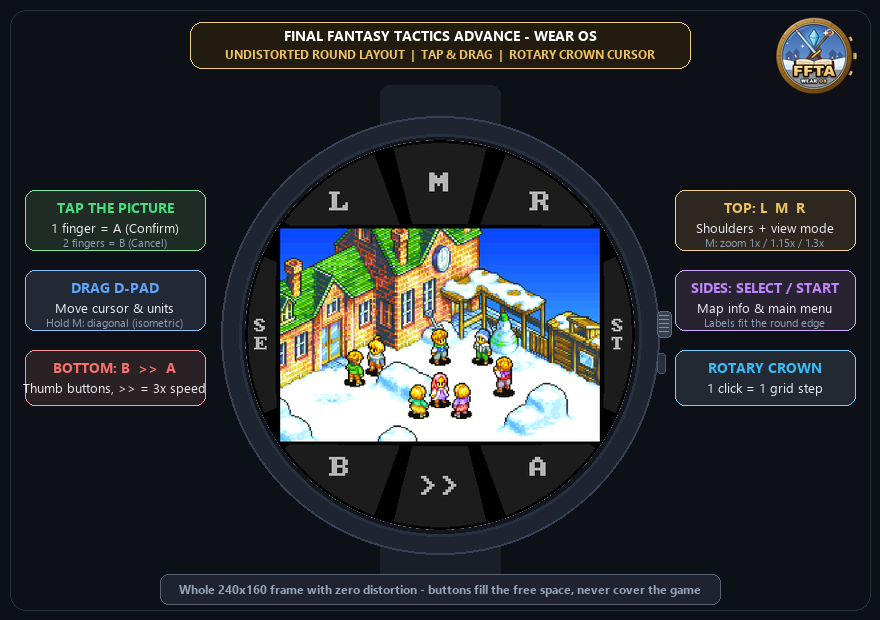 FINAL FANTASY TACTICS ADVANCE - WEAR OS
UNDISTORTED ROUND LAYOUT | TAP & DRAG | ROTARY CROWN CURSOR
FFTA
WEAR OS
TAP THE PICTURE
1 finger = A (Confirm)
2 fingers = B (Cancel)
DRAG D-PAD
Move cursor & units
Hold M: diagonal (isometric)
BOTTOM: B >> A
Thumb buttons, >> = 3x speed
L M R
SE
ST
B >> A
TOP: L M R
Shoulders + view mode
M: zoom 1x / 1.15x / 1.3x
SIDES: SELECT / START
Map info & main menu
Labels fit the round edge
ROTARY CROWN
1 click = 1 grid step
Whole 240x160 frame with zero distortion - buttons fill the free space, never cover the game